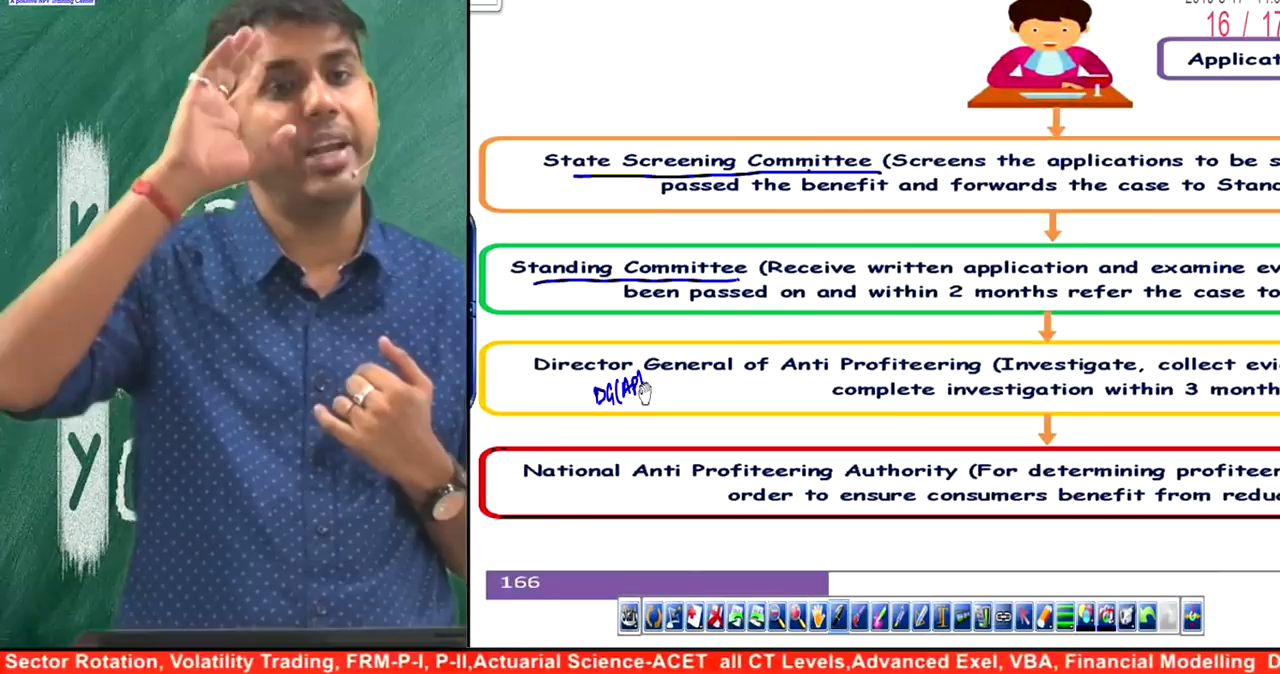 A positive APT Training Center
16 / 17
Applicat
State Screening Committee (Screens the applications to be s
passed the benefit and forwards the case to Stand
Standing Committee (Receive written application and examine ev
been passed on and within 2 months refer the case to
Director General of Anti Profiteering (Investigate, collect evi
DG(AP)
complete investigation within 3 month
National Anti Profiteering Authority (For determining profiteer
order to ensure consumers benefit from redu
166
K
Y
Sector Rotation, Volatility Trading, FRM-P-I, P-II,Actuarial Science-ACET all CT Levels,Advanced Exel, VBA, Financial Modelling D